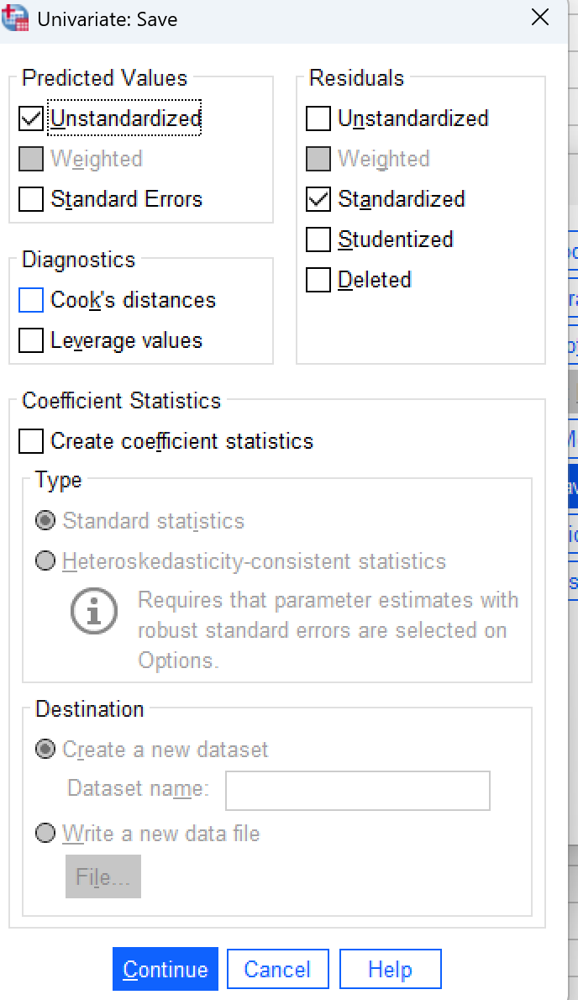 Univariate: Save
Predicted Values
Unstandardized
Weighted
Standard Errors
Residuals
Unstandardized
Weighted
Standardized
Studentized
Deleted
Diagnostics
Cook's distances
Leverage values
Coefficient Statistics
Create coefficient statistics
Type
Standard statistics
Heteroskedasticity-consistent statistics
Requires that parameter estimates with
robust standard errors are selected on
Options.
Destination
Create a new dataset
Dataset name:
Write a new data file
File...
Continue
Cancel
Help